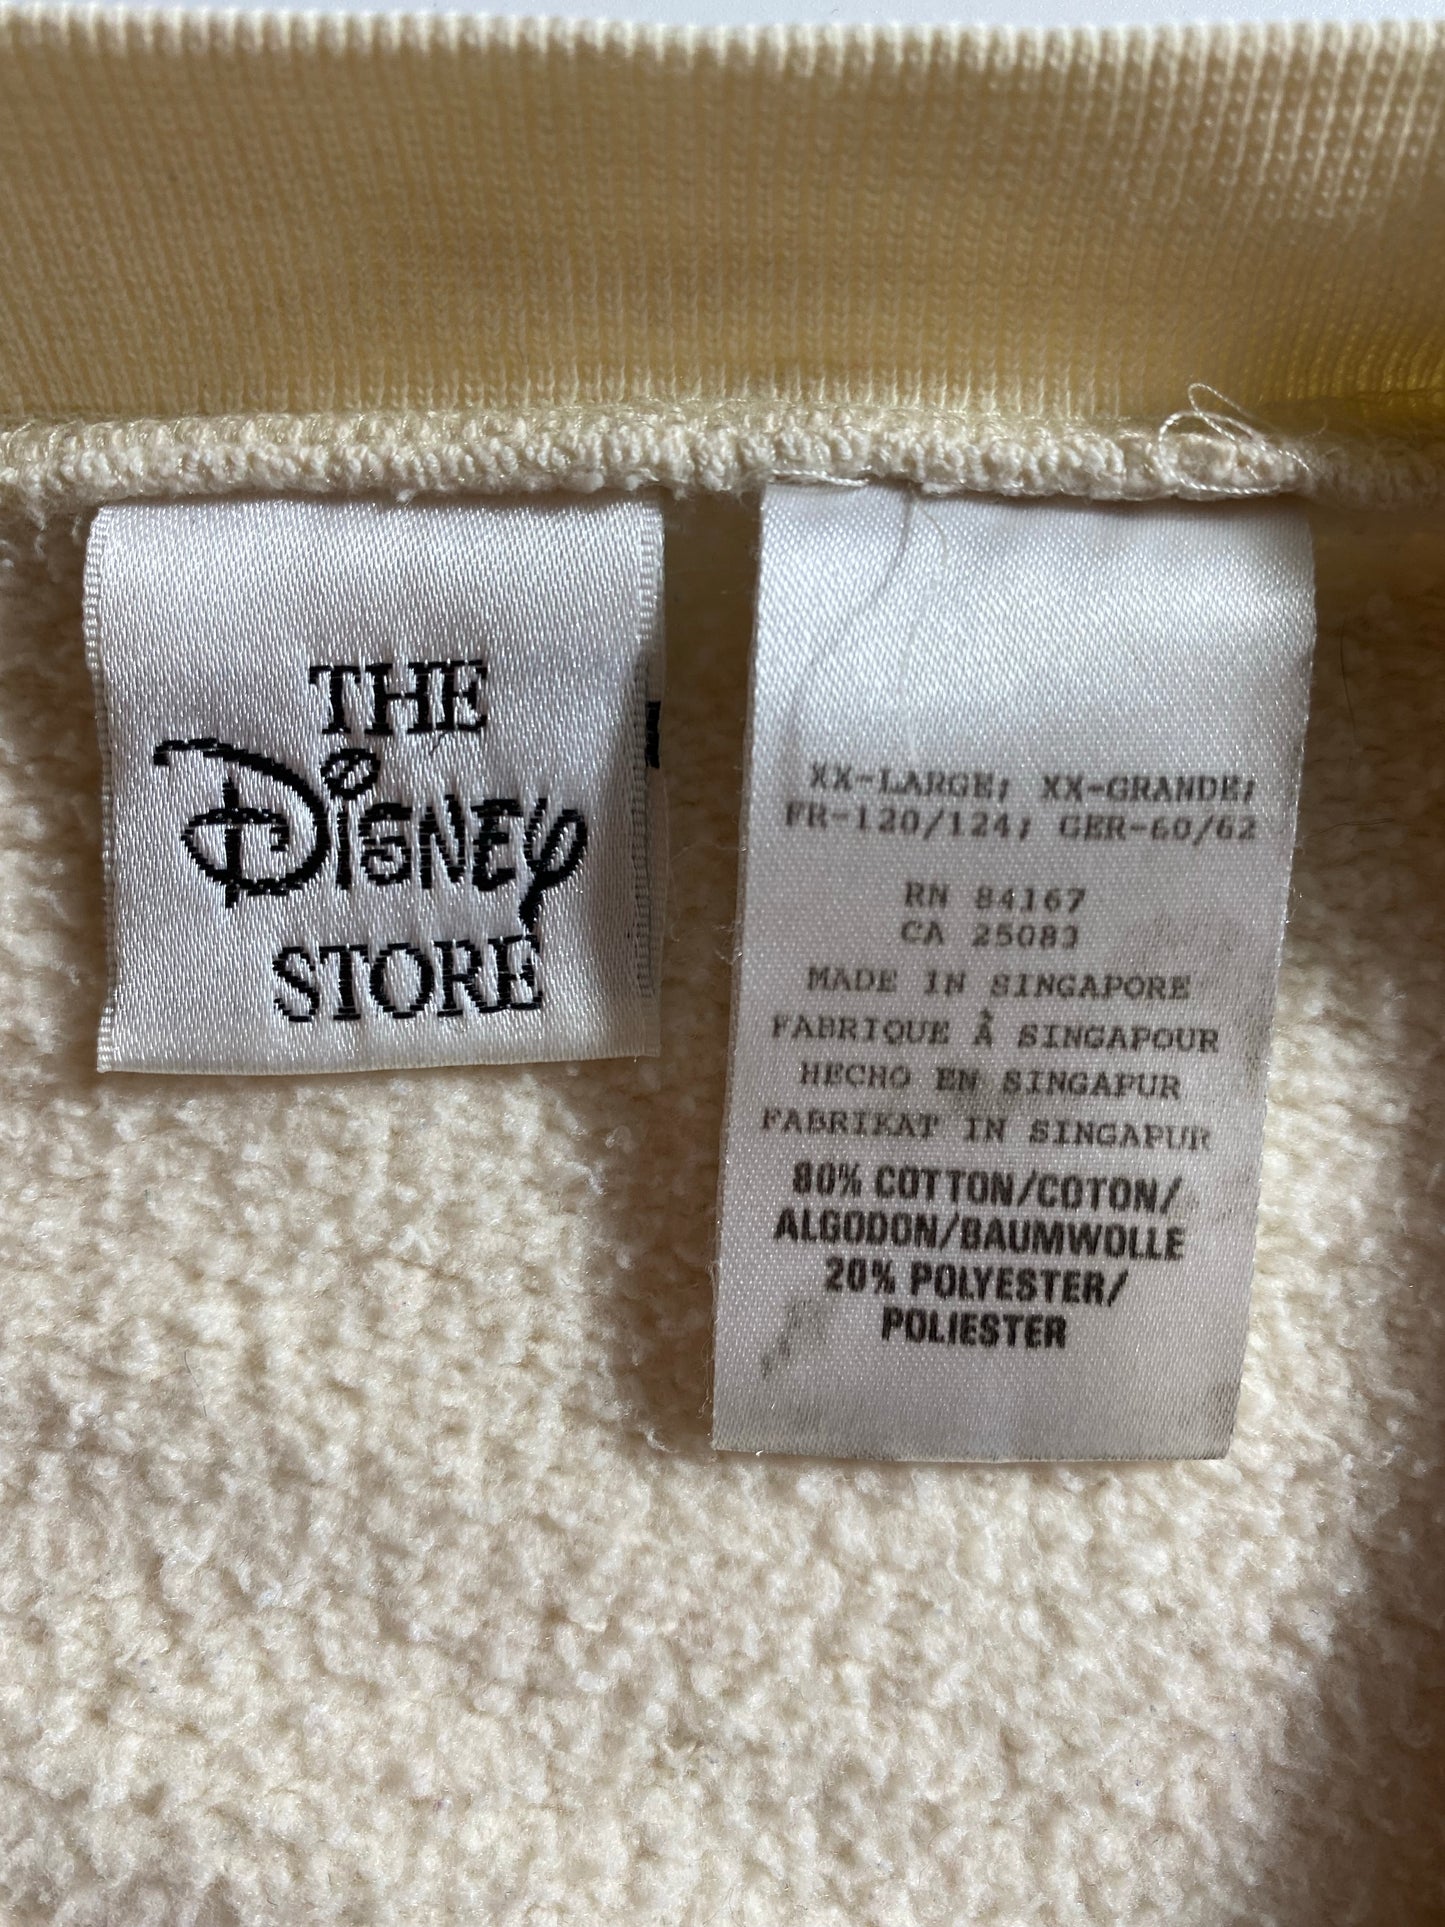 THE
Disney
STORE
XX-LARGE; XX-GRANDE;
FR-120/124; GER-60/62
RN 84167
CA 25083
MADE IN SINGAPORE
FABRIQUE À SINGAPOUR
HECHO EN SINGAPUR
FABRIKAT IN SINGAPUR
80% COTTON/COTON/
ALGODON/BAUMWOLLE
20% POLYESTER/
POLIESTER